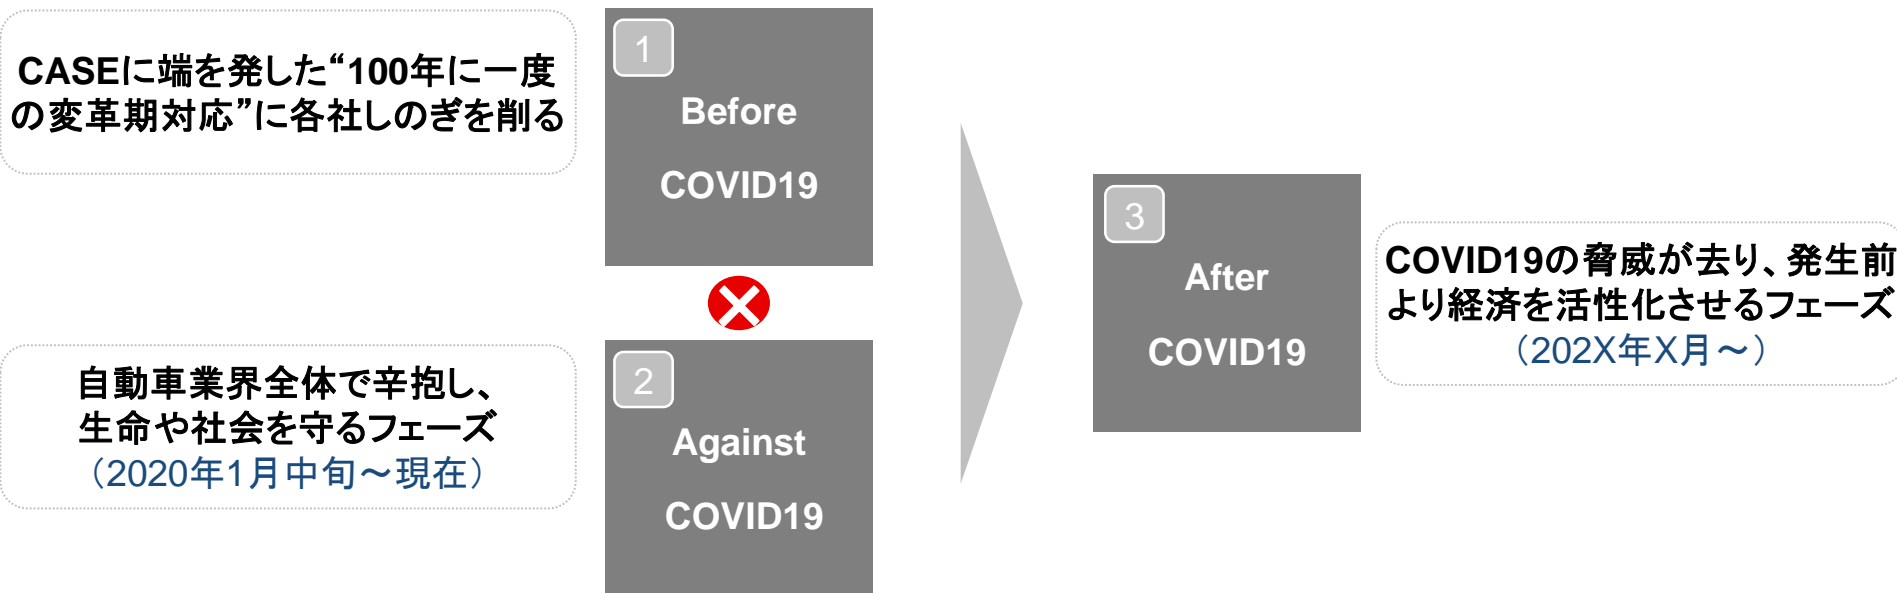 CASEに端を発した“100年に一度
の変革期対応”に各社しのぎを削る
1
Before
COVID19
自動車業界全体で辛抱し、
生命や社会を守るフェーズ
（2020年1月中旬～現在）
2
Against
COVID19
3
After
COVID19
COVID19の脅威が去り、発生前
より経済を活性化させるフェーズ
（202X年X月～）